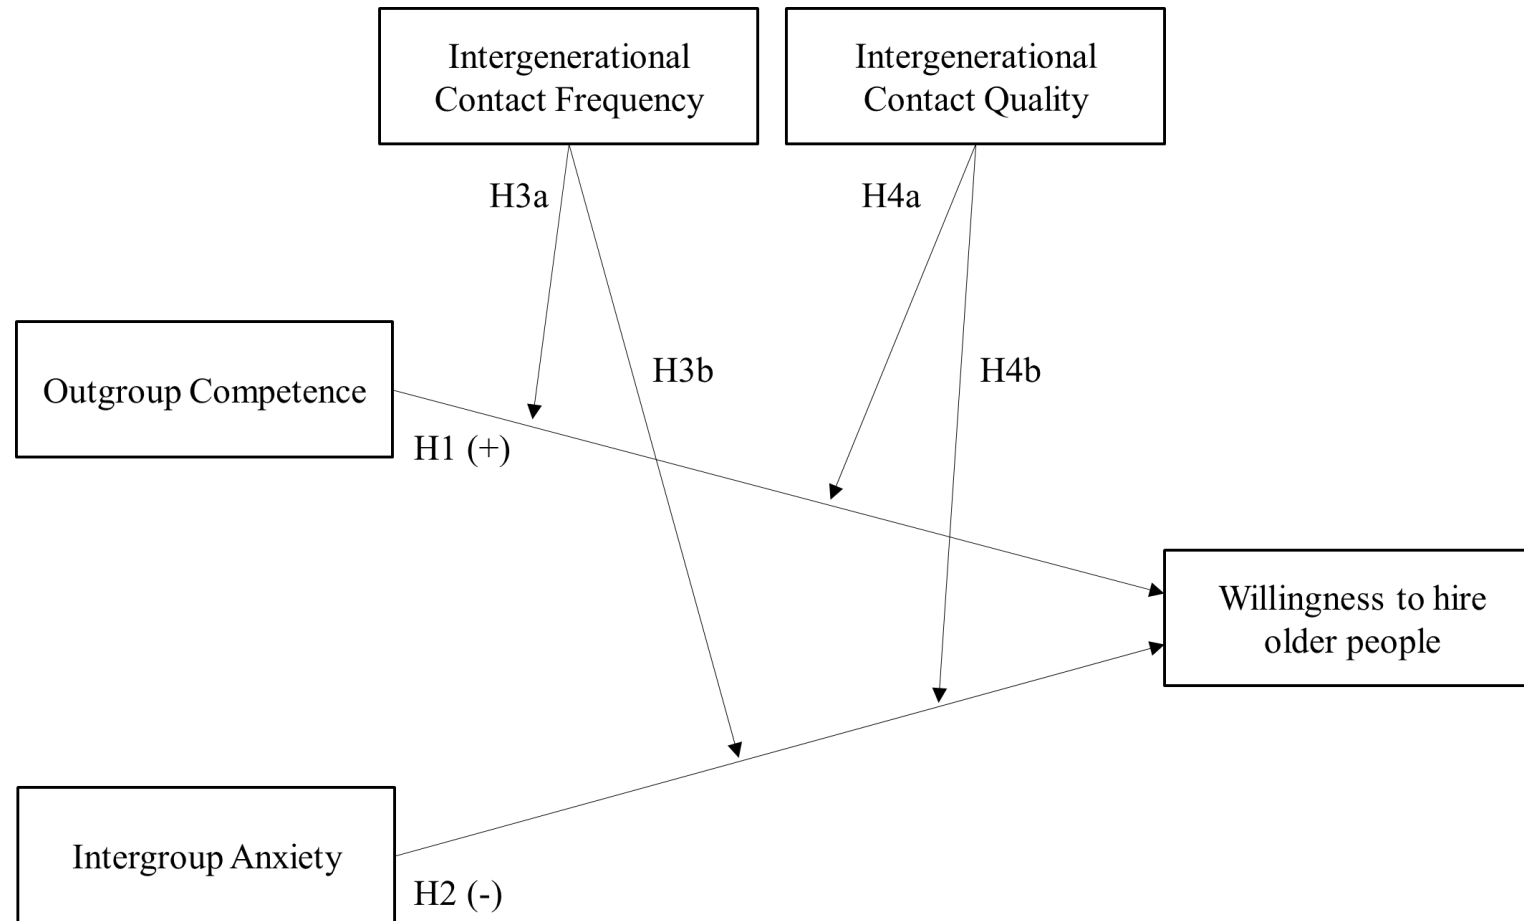 Intergenerational
Contact Frequency
Intergenerational
Contact Quality
H3a
H4a
H3b
H4b
Outgroup Competence
H1 (+)
Willingness to hire
older people
Intergroup Anxiety
H2 (-)